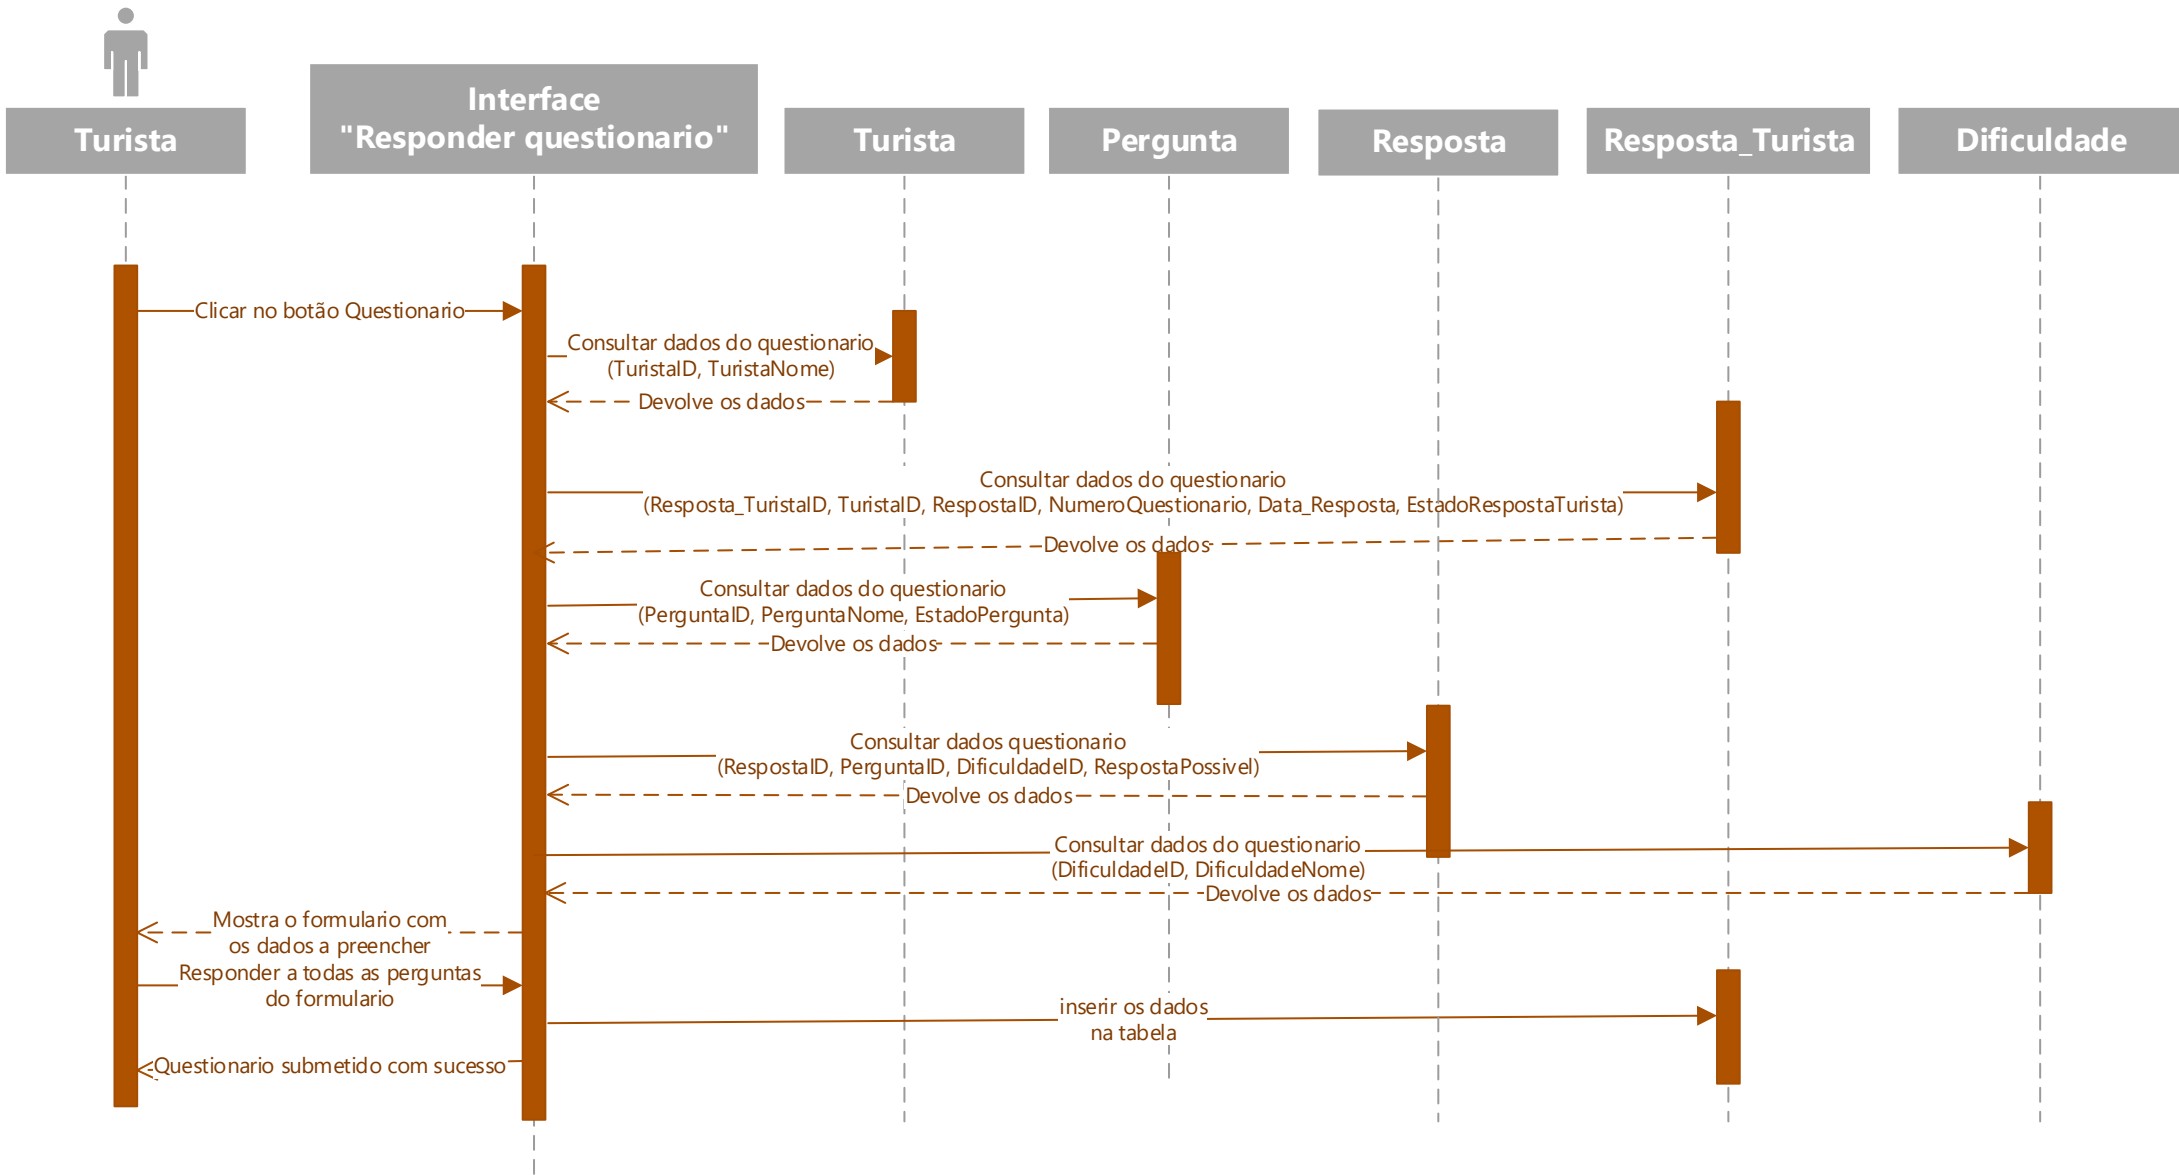 Turista
Interface
"Responder questionario"
Turista
Pergunta
Resposta
Resposta_Turista
Dificuldade
Clicar no botão Questionario
Consultar dados do questionario
(TuristaID, TuristaNome)
Devolve os dados
Consultar dados do questionario
(Resposta_TuristaID, TuristaID, RespostaID, NumeroQuestionario, Data_Resposta, EstadoRespostaTurista)
Devolve os dados
Consultar dados do questionario
(PerguntaID, PerguntaNome, EstadoPergunta)
Devolve os dados
Consultar dados questionario
(RespostaID, PerguntaID, DificuldadeID, RespostaPossivel)
Devolve os dados
Consultar dados do questionario
(DificuldadeID, DificuldadeNome)
Devolve os dados
Mostra o formulario com
os dados a preencher
Responder a todas as perguntas
do formulario
inserir os dados
na tabela
Questionario submetido com sucesso